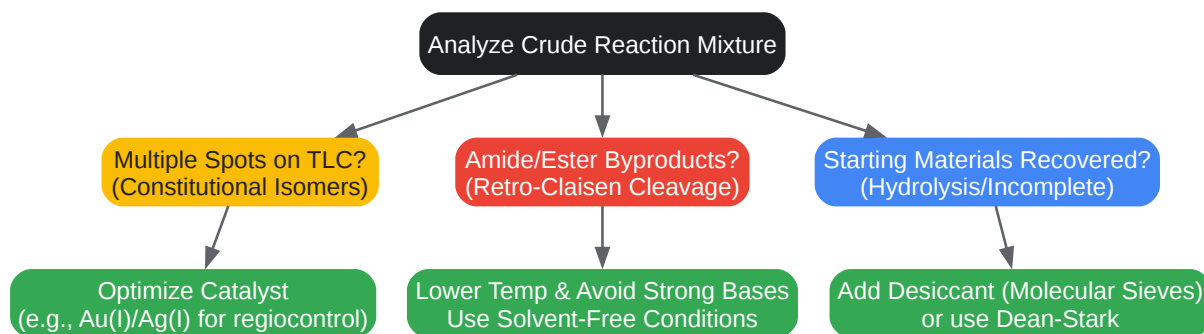 Analyze Crude Reaction Mixture
Multiple Spots on TLC?
(Constitutional Isomers)
Amide/Ester Byproducts?
(Retro-Claisen Cleavage)
Starting Materials Recovered?
(Hydrolysis/Incomplete)
Optimize Catalyst
(e.g., Au(I)/Ag(I) for regiocontrol)
Lower Temp & Avoid Strong Bases
Use Solvent-Free Conditions
Add Desiccant (Molecular Sieves)
or use Dean-Stark